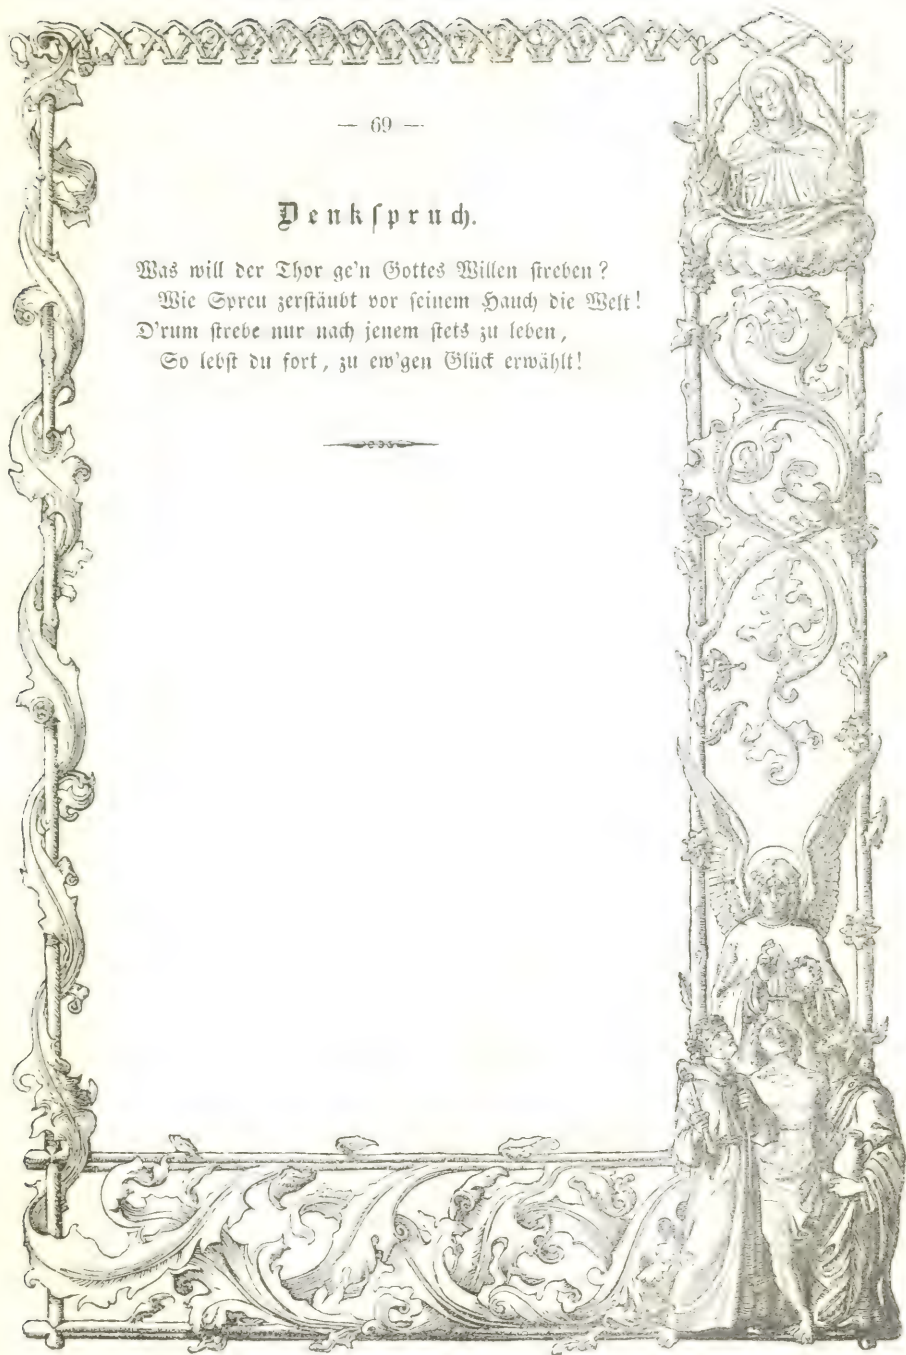 — 69 —
Denkspruch.
Was will der Thor ge'n Gottes Willen streben?
Wie Spreu zerstäubt vor seinem Hauch die Welt!
D'rum strebe nur nach jenem stets zu leben,
So lebst du fort, zu ew'gen Glück erwählt!